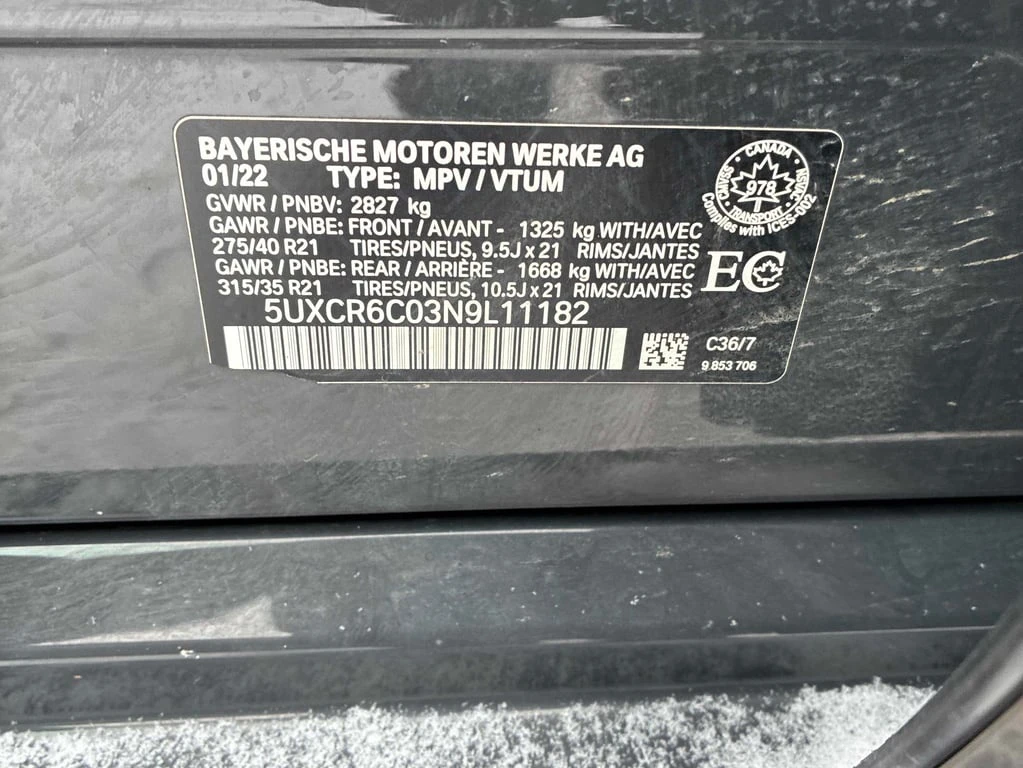 BAYERISCHE MOTOREN WERKE AG
01/22 TYPE: MPV / VTUM
GVWR / PNBV: 2827 kg
GAWR / PNBE: FRONT / AVANT - 1325 kg WITH/AVEC
275/40 R21 TIRES/PNEUS, 9.5J x 21 RIMS/JANTES
GAWR / PNBE: REAR / ARRIÈRE - 1668 kg WITH/AVEC
315/35 R21 TIRES/PNEUS, 10.5J x 21 RIMS/JANTES
5UXCR6C03N9L11182
CANADA
978
TRANSPORT
NSVAC
CMVSS
Complies with ICES-002
EC
C36/7
9 853 706